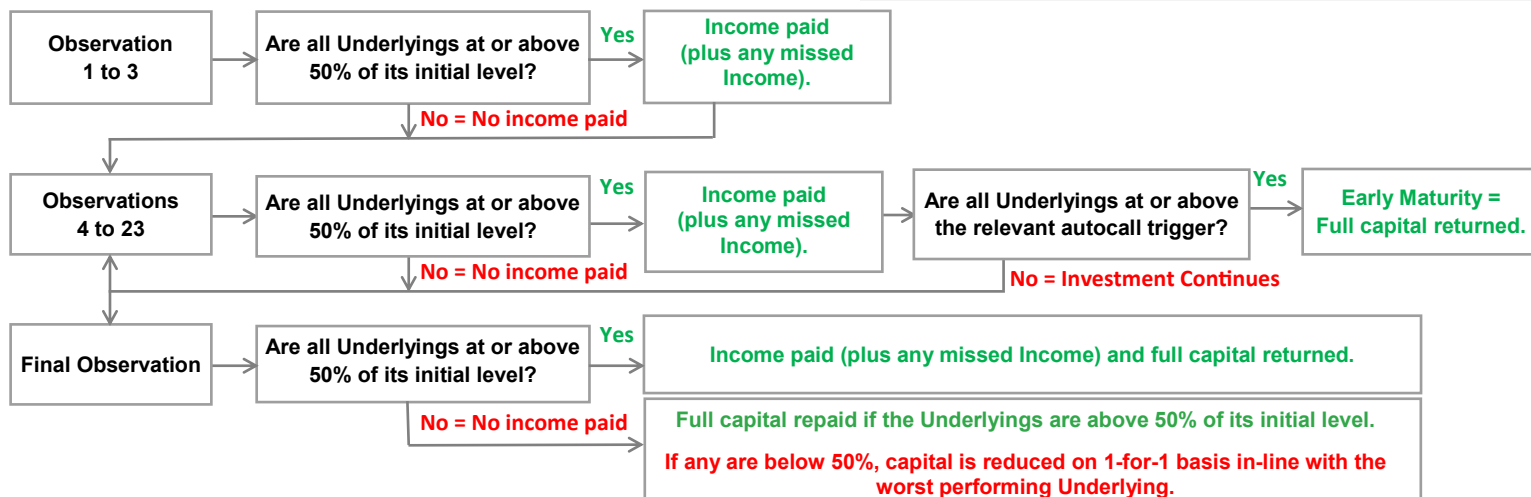 Observation
1 to 3
Are all Underlyings at or above
50% of its initial level?
Yes
Income paid
(plus any missed
Income).
No = No income paid
Observations
4 to 23
Are all Underlyings at or above
50% of its initial level?
Yes
Income paid
(plus any missed
Income).
Are all Underlyings at or above
the relevant autocall trigger?
Yes
Early Maturity =
Full capital returned.
No = No income paid
No = Investment Continues
Final Observation
Are all Underlyings at or above
50% of its initial level?
Yes
Income paid (plus any missed Income) and full capital returned.
No = No income paid
Full capital repaid if the Underlyings are above 50% of its initial level.
If any are below 50%, capital is reduced on 1-for-1 basis in-line with the
worst performing Underlying.